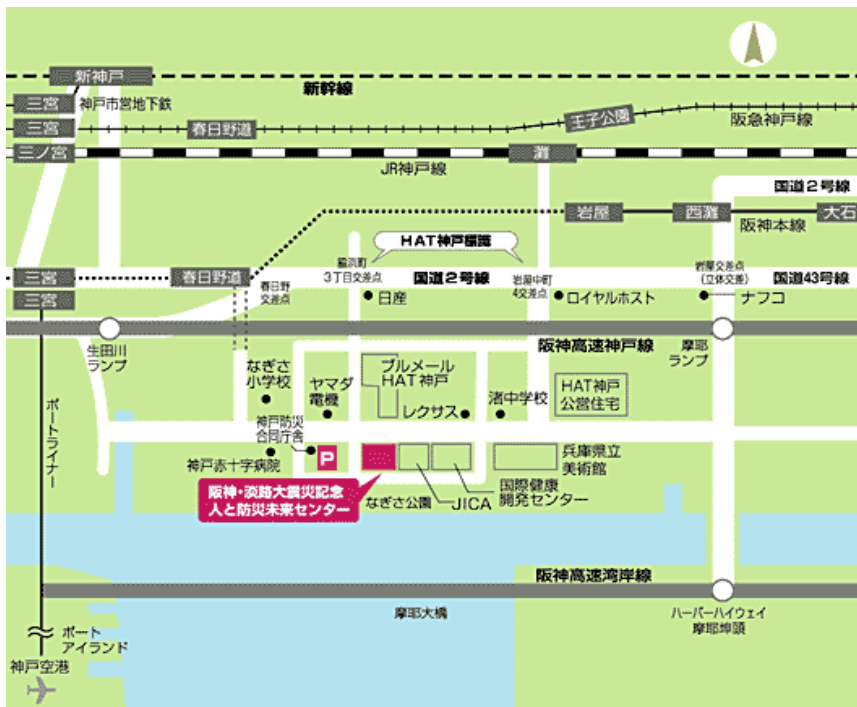 新神戸
新幹線
三宮
神戸市営地下鉄
三宮
春日野道
王子公園
阪急神戸線
三ノ宮
JR神戸線
灘
国道2号線
岩屋
西灘
大石
阪神本線
HAT神戸標識
三宮
春日野道
春日野
交差点
脇浜町
3丁目交差点
国道2号線
岩屋中町
4交差点
岩屋交差点
(立体交差)
国道43号線
三宮
日産
ロイヤルホスト
ナフコ
生田川
ランプ
阪神高速神戸線
摩耶
ランプ
なぎさ
小学校
ヤマダ
電機
ブルメール
HAT神戸
レクサス
渚中学校
HAT神戸
公営住宅
ポートライナー
神戸防災
合同庁舎
神戸赤十字病院
P
兵庫県立
美術館
阪神・淡路大震災記念
人と防災未来センター
なぎさ公園
JICA
国際健康
開発センター
阪神高速湾岸線
摩耶大橋
ハーバーハイウェイ
摩耶埠頭
ポート
アイランド
神戸空港